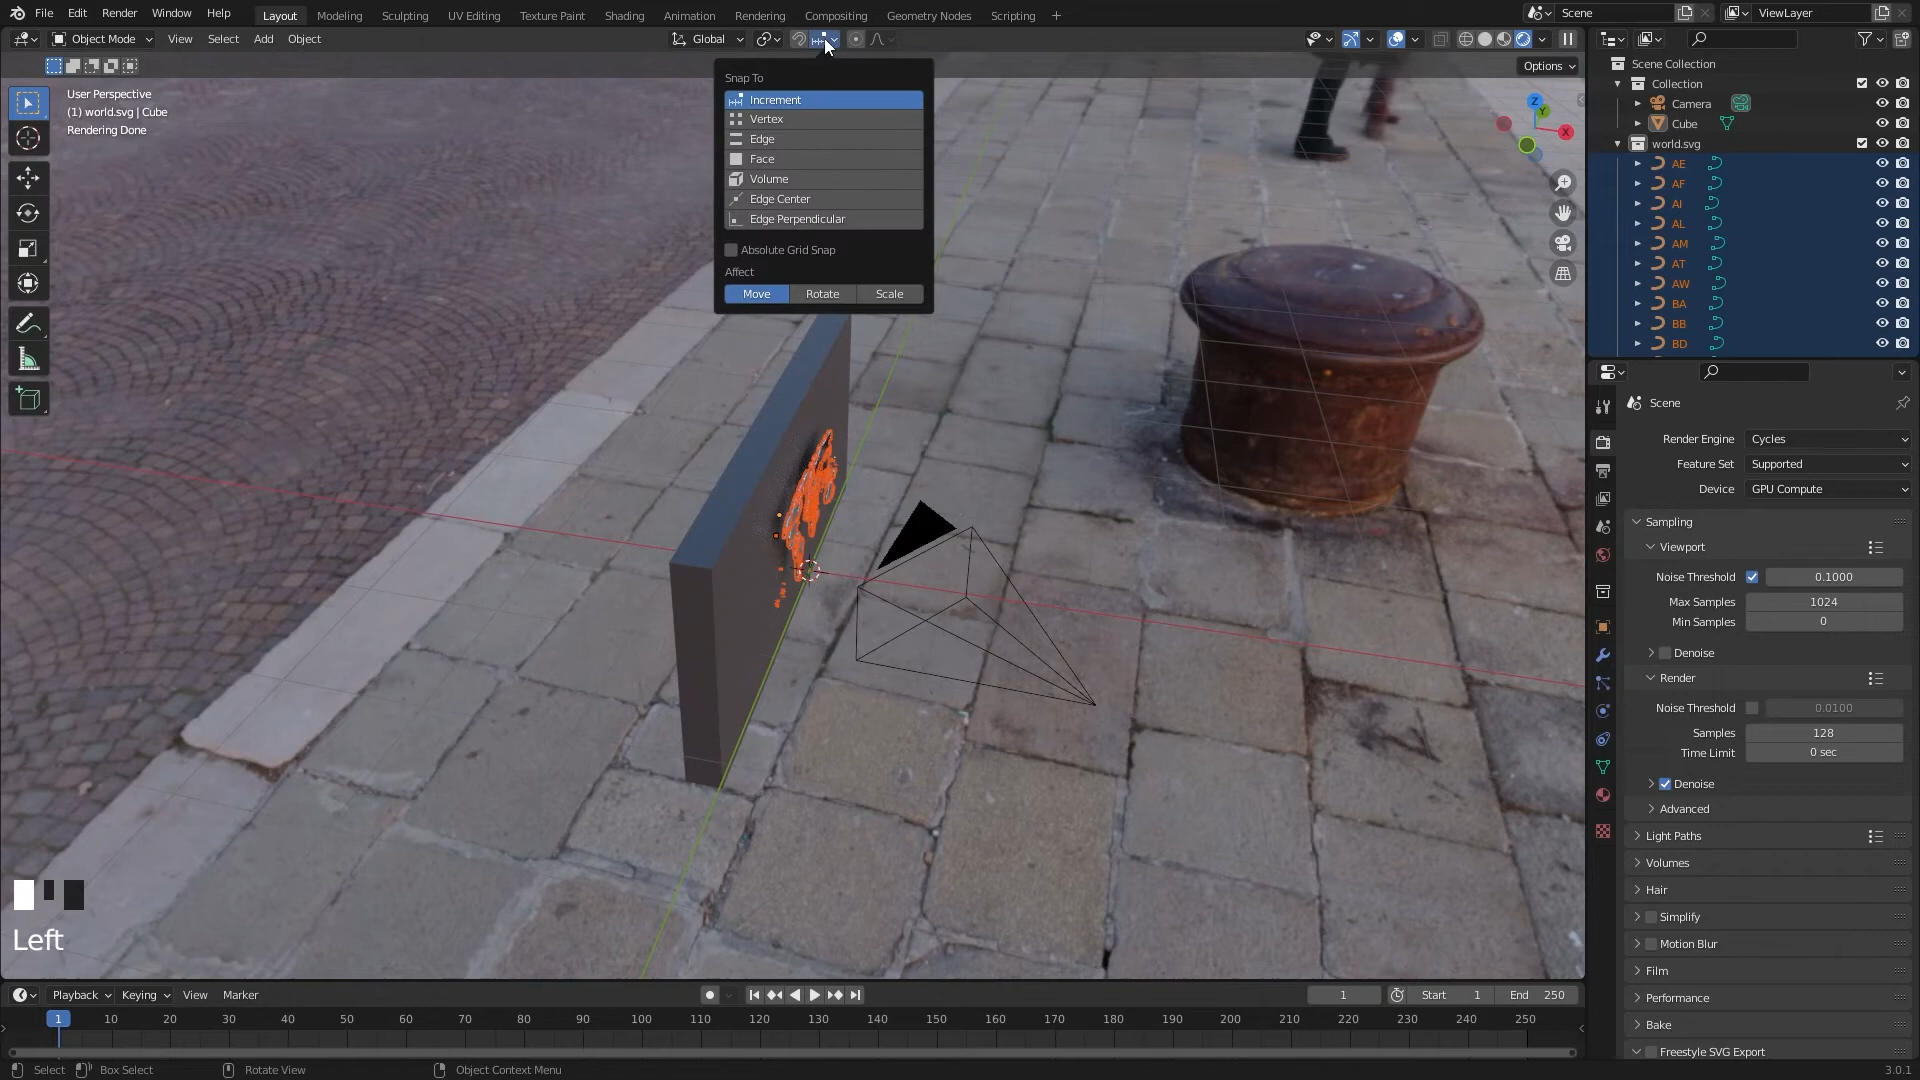 File Edit Render Window Help Layout Modeling Sculpting UV Editing Texture Paint Shading Animation Rendering Compositing Geometry Nodes Scripting + Scene ViewLayer
Object Mode View Select Add Object Global
Options
User Perspective
(1) world.svg | Cube
Rendering Done
Snap To
Increment
Vertex
Edge
Face
Volume
Edge Center
Edge Perpendicular
Absolute Grid Snap
Affect
Move Rotate Scale
Z
Y
X
Left
Scene Collection
Collection
Camera
Cube
world.svg
AE
AF
AI
AL
AM
AT
AW
BA
BB
BD
Scene
Render Engine Cycles
Feature Set Supported
Device GPU Compute
Sampling
Viewport
Noise Threshold 0.1000
Max Samples 1024
Min Samples 0
Denoise
Render
Noise Threshold 0.0100
Samples 128
Time Limit 0 sec
Denoise
Advanced
Light Paths
Volumes
Hair
Simplify
Motion Blur
Film
Performance
Bake
Freestyle SVG Export
Playback Keying View Marker 1 Start 1 End 250
1 10 20 30 40 50 60 70 80 90 100 110 120 130 140 150 160 170 180 190 200 210 220 230 240 250
Select Box Select Rotate View Object Context Menu 3.0.1